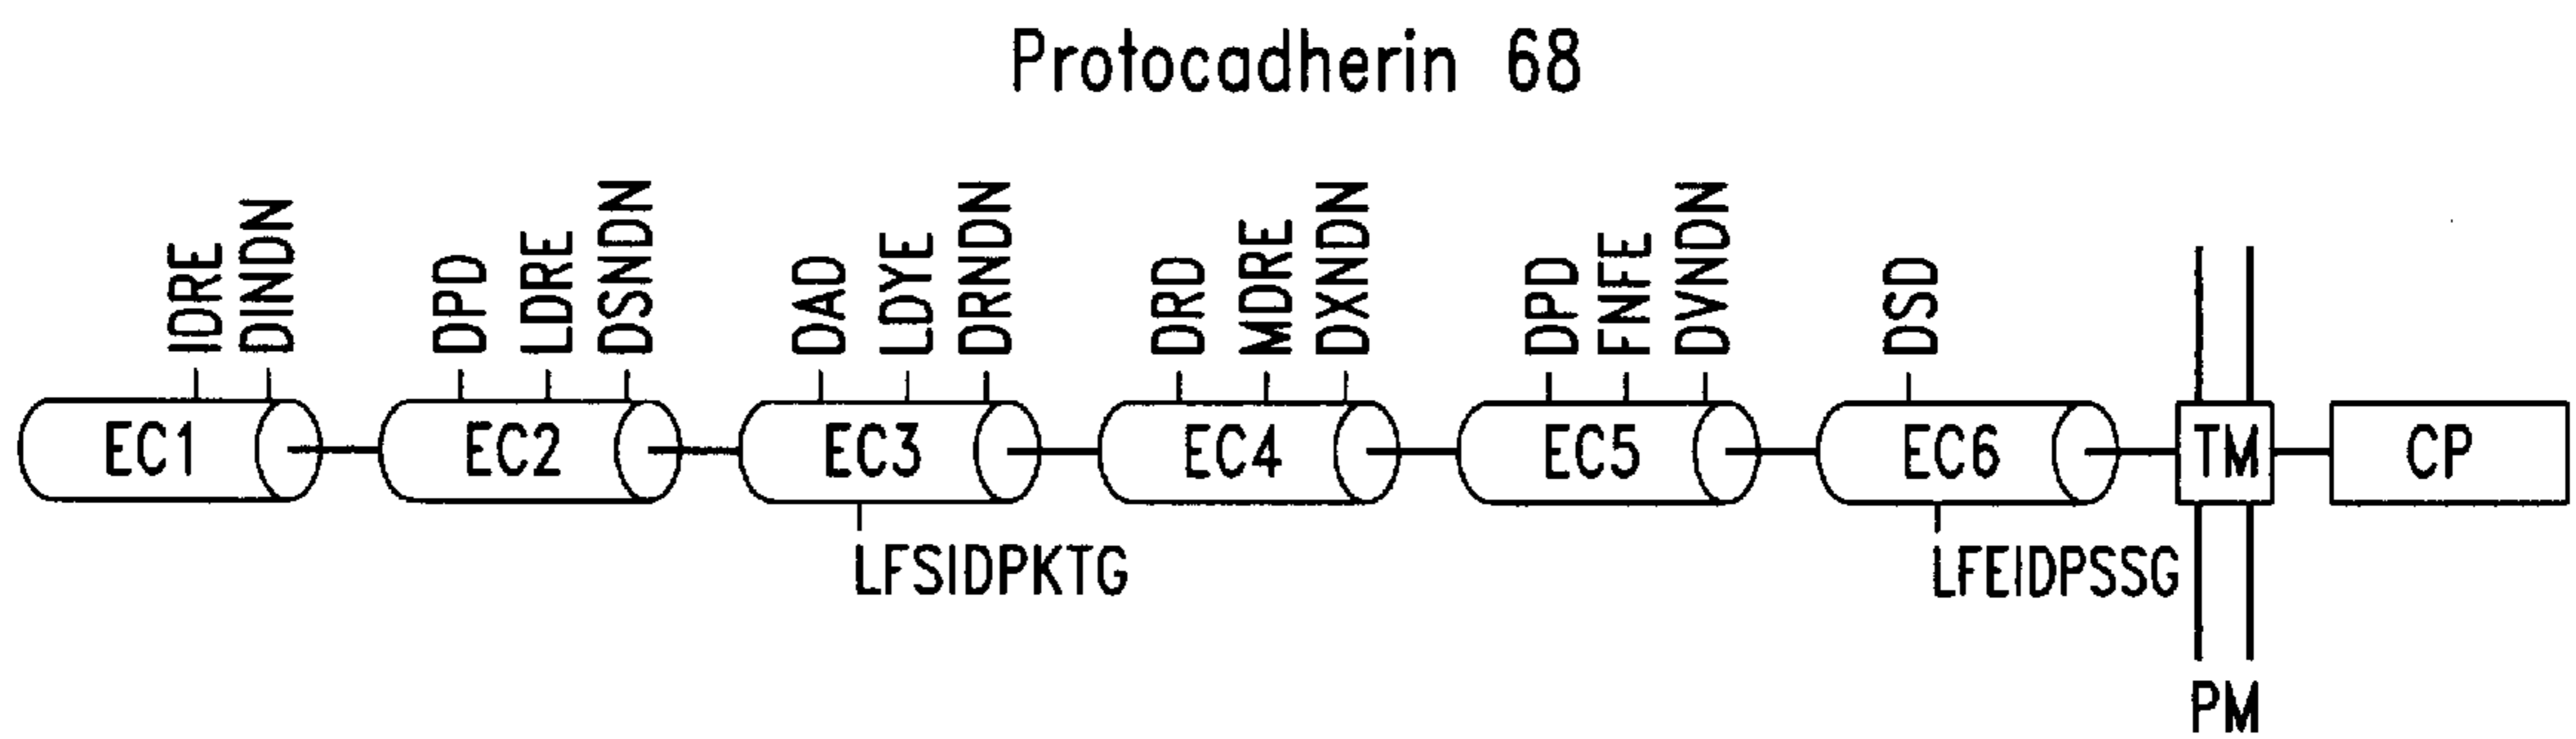 Protocadherin 68
IDRE
DINDN
DPD
LDRE
DSNDN
DAD
LDYE
DRNDN
DRD
MDRE
DXNDN
DPD
FNFE
DVNDN
DSD
EC1
EC2
EC3
EC4
EC5
EC6
TM
CP
LFSIDPKTG
LFEIDPSSG
PM